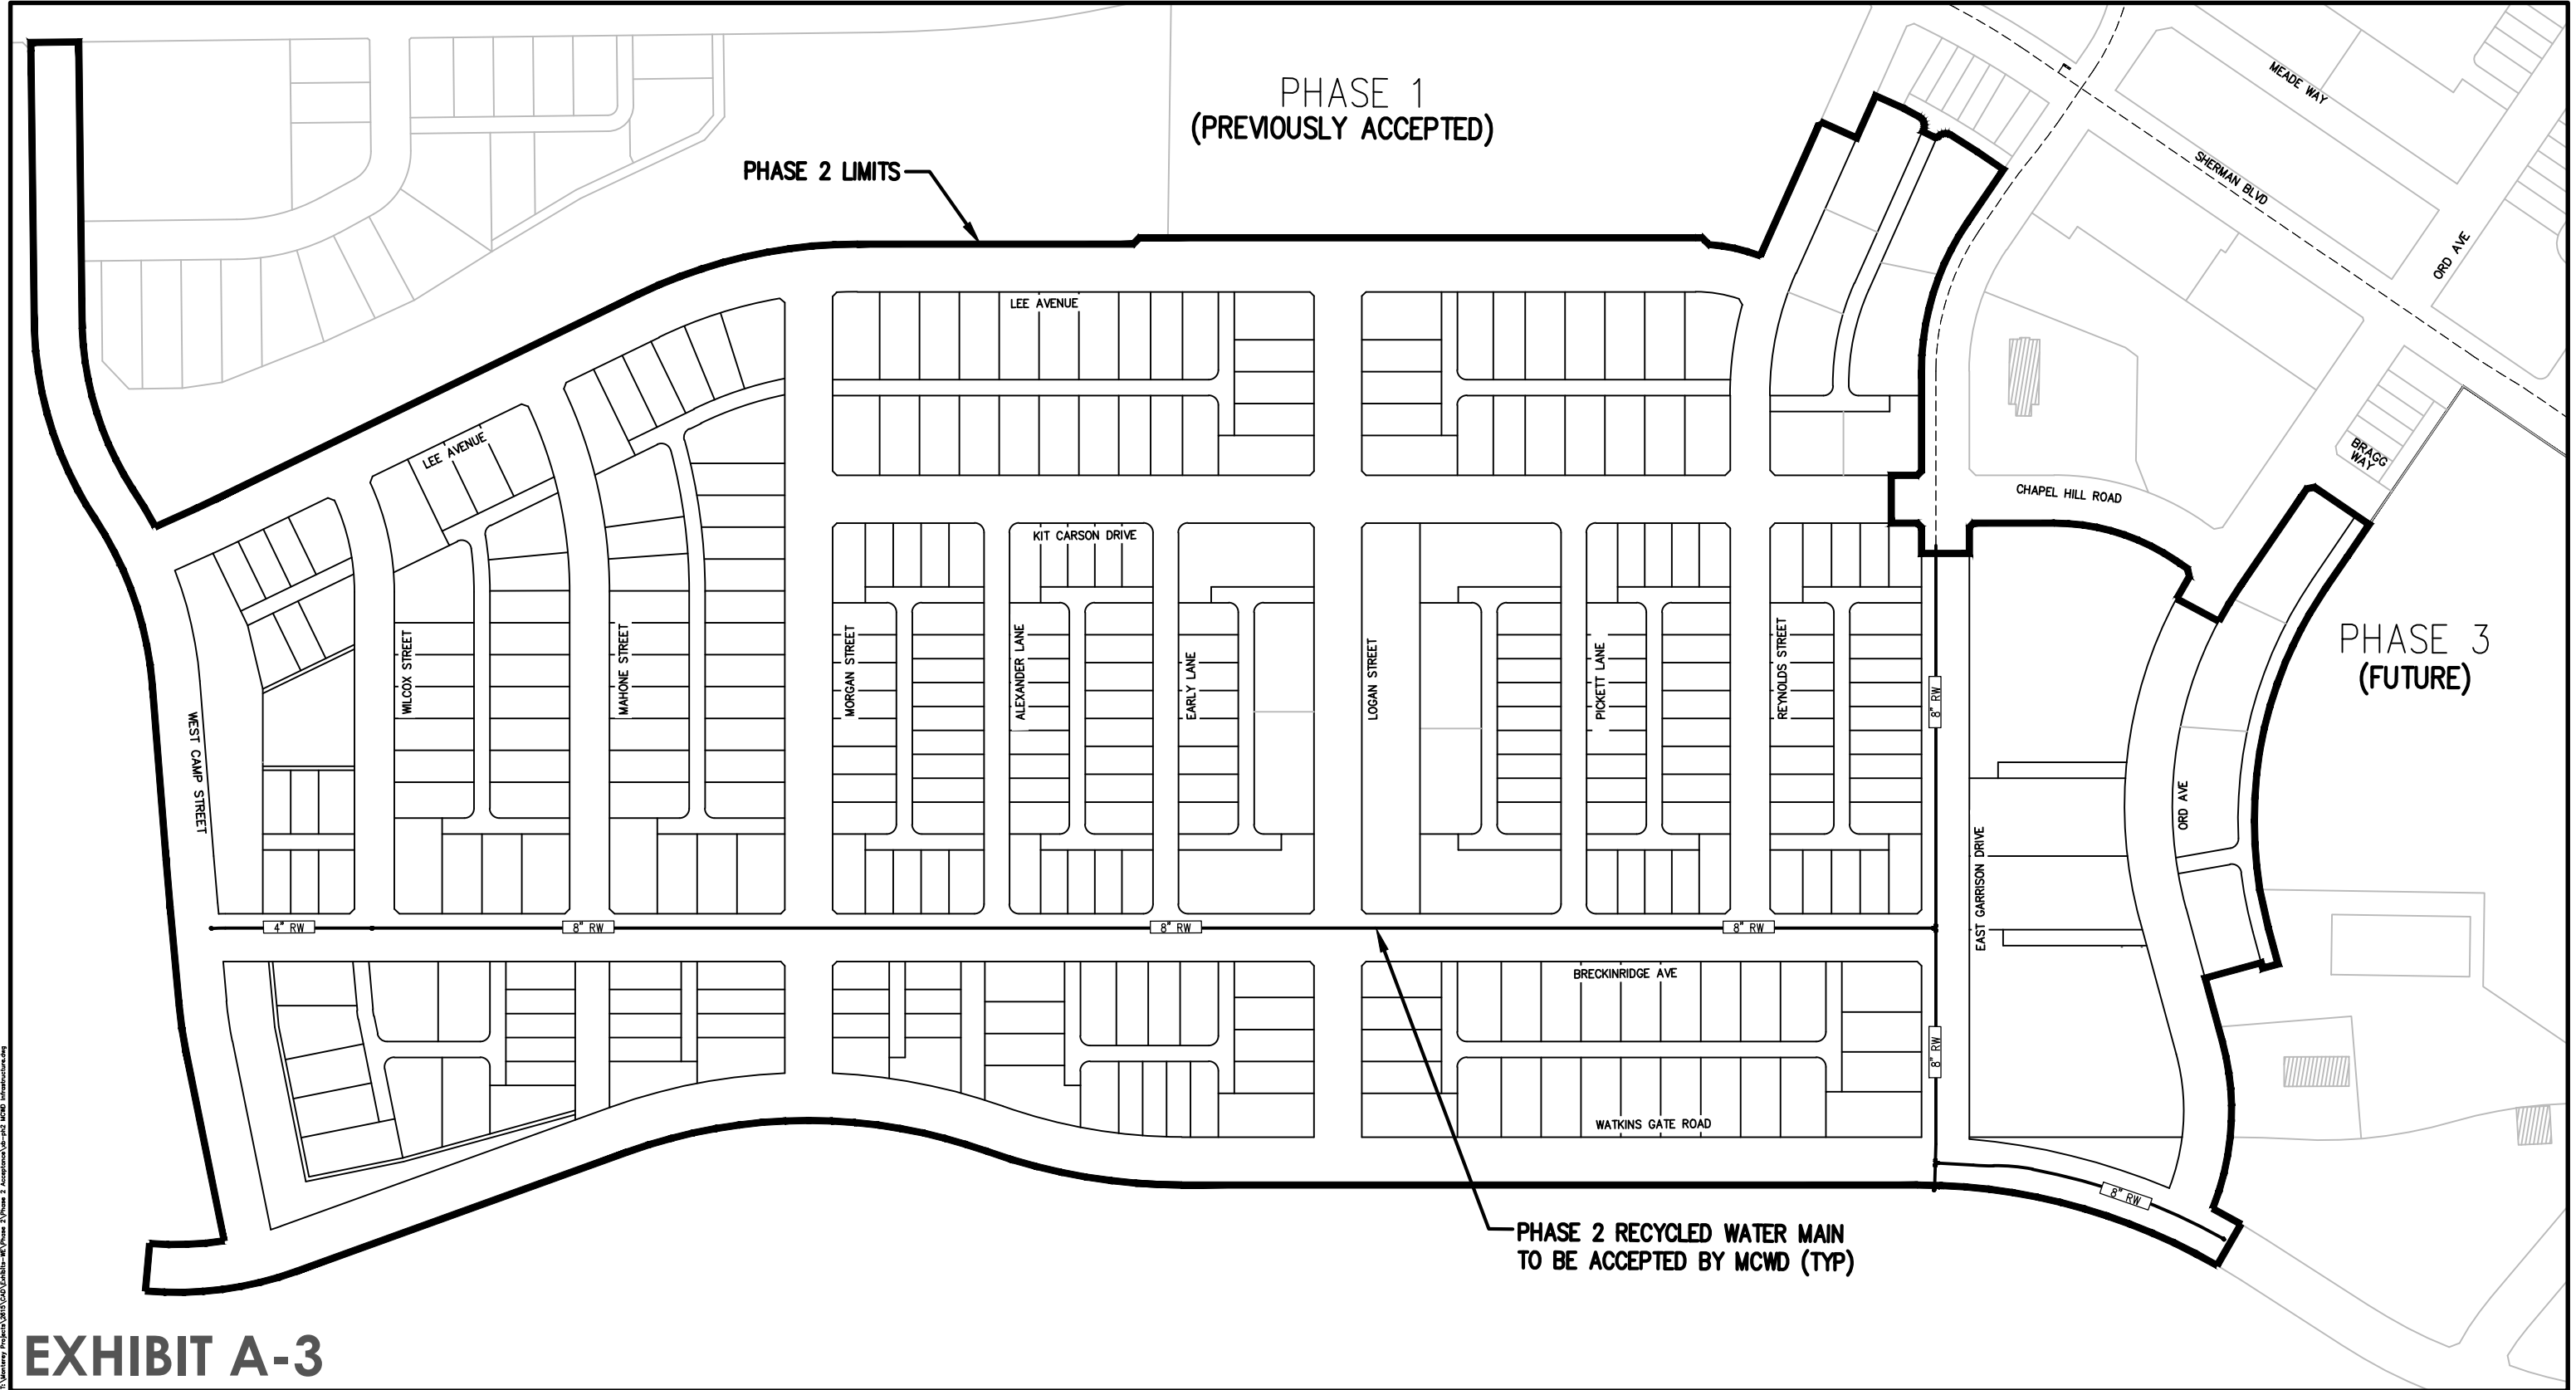 PHASE 1
(PREVIOUSLY ACCEPTED)
PHASE 2 LIMITS
MEADE WAY
SHERMAN BLVD
ORD AVE
LEE AVENUE
LEE AVENUE
BRAGG
WAY
CHAPEL HILL ROAD
KIT CARSON DRIVE
PHASE 3
(FUTURE)
WEST CAMP STREET
WILCOX STREET
MAHONE STREET
MORGAN STREET
ALEXANDER LANE
EARLY LANE
LOGAN STREET
PICKETT LANE
REYNOLDS STREET
8" RW
ORD AVE
EAST GARRISON DRIVE
4" RW
8" RW
8" RW
8" RW
BRECKINRIDGE AVE
8" RW
WATKINS GATE ROAD
8" RW
PHASE 2 RECYCLED WATER MAIN
TO BE ACCEPTED BY MCWD (TYP)
EXHIBIT A-3